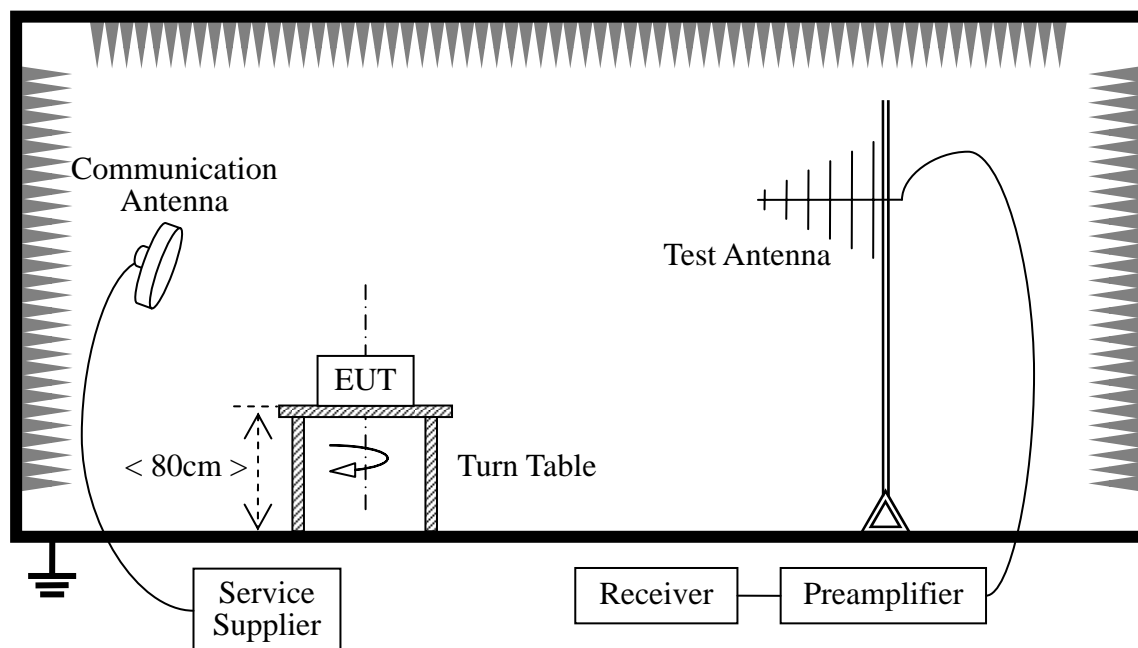 Communication
Antenna
Test Antenna
EUT
< 80cm >
Turn Table
Service
Supplier
Receiver
Preamplifier